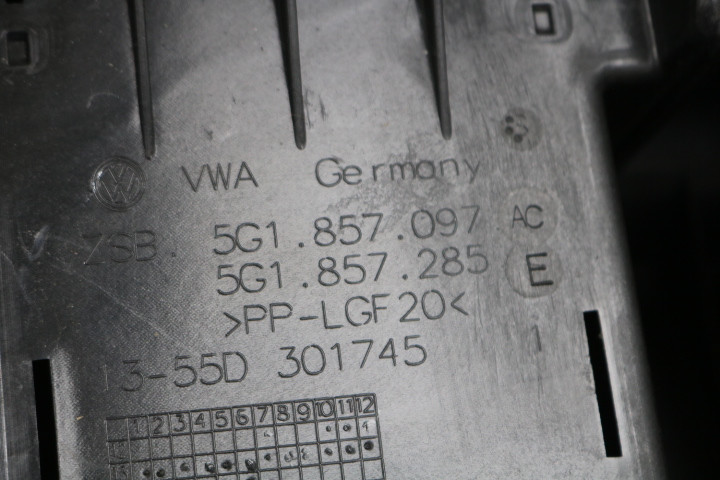 VWA Germany
ZSB. 5G1.857.097 AC
5G1.857.285 E
>PP-LGF20<
1
13-55D 301745
1 2 3 4 5 6 7 8 9 10 11 12